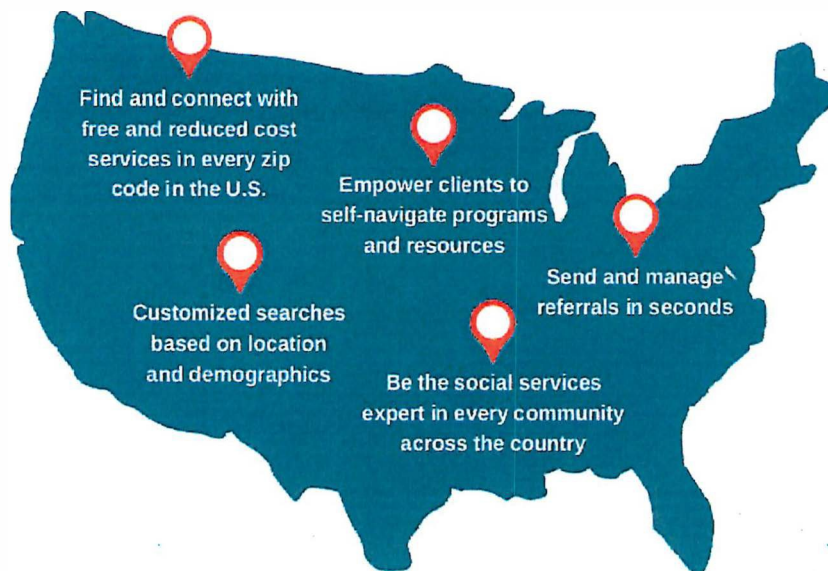 Find and connect with
free and reduced cost
services in every zip
code in the U.S.
Empower clients to
self-navigate programs
and resources
Send and manage
referrals in seconds
Customized searches
based on location
and demographics
Be the social services
expert in every community
across the country